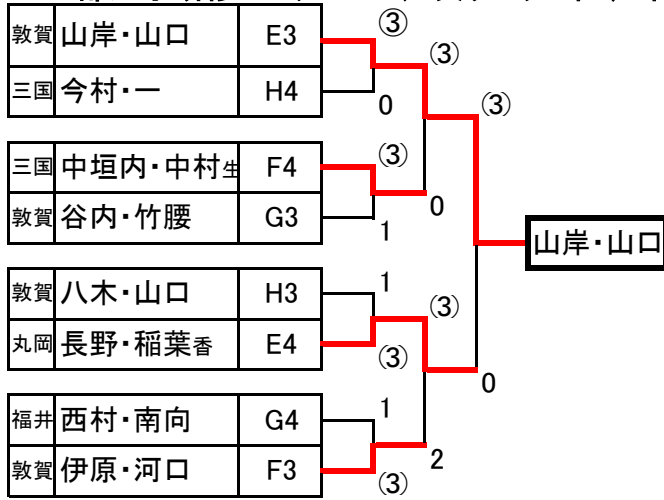 敦賀 山岸・山口 E3
③
(3)
三国 今村・一 H4
0
(3)
三国 中垣内・中村生 F4
(3)
0
敦賀 谷内・竹腰 G3
1
山岸・山口
敦賀 八木・山口 H3
1
(3)
丸岡 長野・稲葉香 E4
(3)
0
福井 西村・南向 G4
1
2
敦賀 伊原・河口 F3
(3)